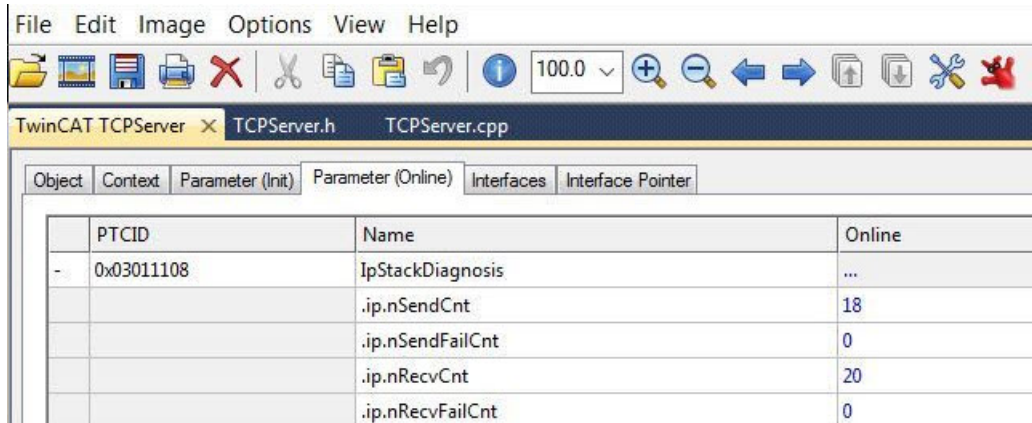 File Edit Image Options View Help
100.0
TwinCAT TCPServer TCPServer.h TCPServer.cpp
Object Context Parameter (Init) Parameter (Online) Interfaces Interface Pointer
PTCID Name Online
- 0x03011108 IpStackDiagnosis ...
.ip.nSendCnt 18
.ip.nSendFailCnt 0
.ip.nRecvCnt 20
.ip.nRecvFailCnt 0